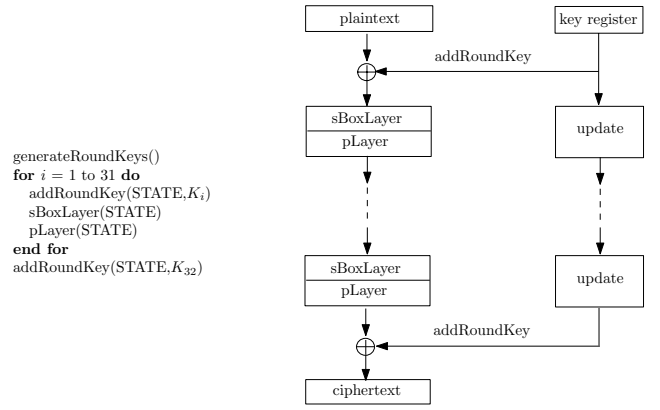 generateRoundKeys()
for i = 1 to 31 do
addRoundKey(STATE,K_i)
sBoxLayer(STATE)
pLayer(STATE)
end for
addRoundKey(STATE,K_32)
plaintext
key register
addRoundKey
sBoxLayer
pLayer
update
sBoxLayer
pLayer
update
addRoundKey
ciphertext